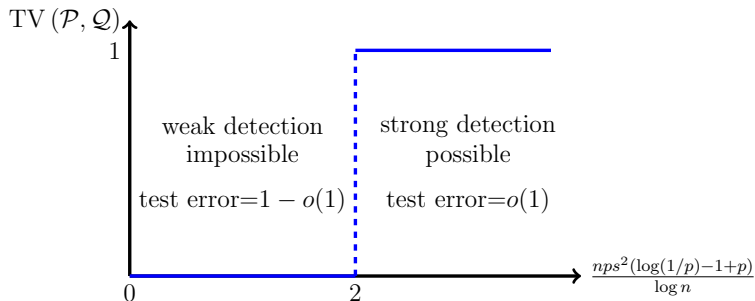 TV (𝒫, 𝒬)
1
weak detection
impossible
test error=1 − o(1)
strong detection
possible
test error=o(1)
0
2
nps²(log(1/p)−1+p)
log n